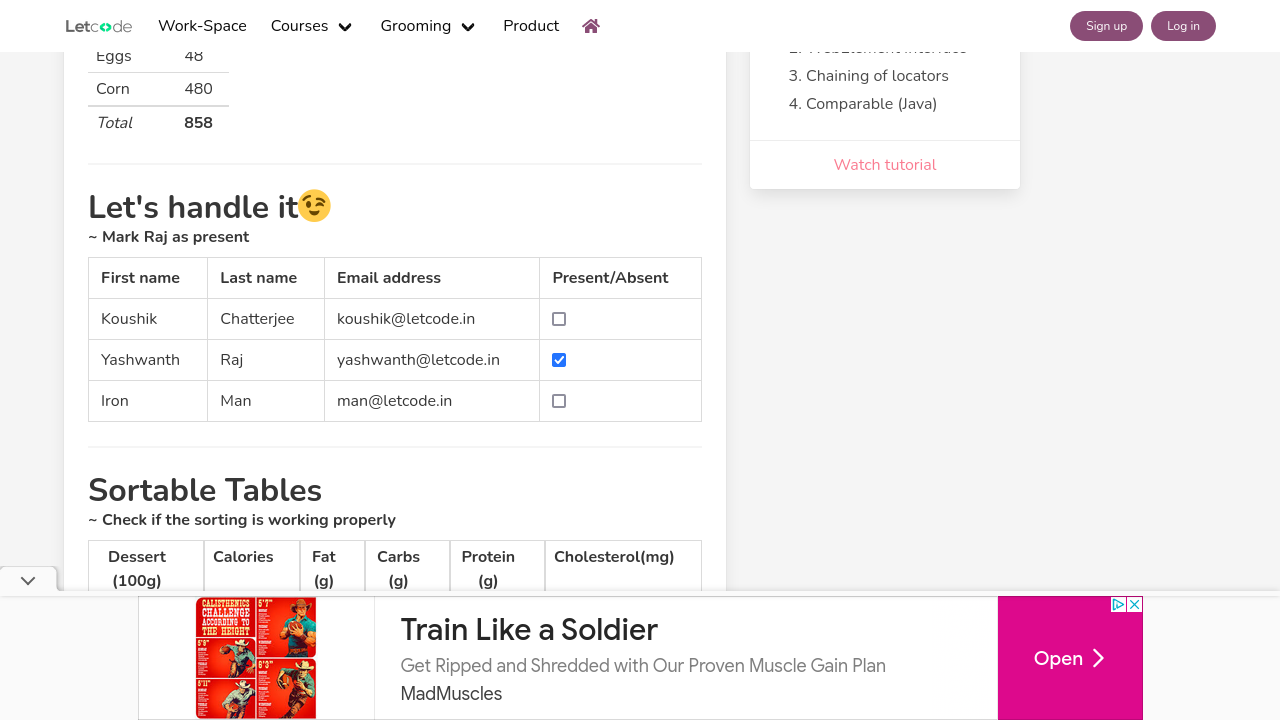 Letcode Work-Space Courses Grooming Product Sign up Log in
Eggs 48
Corn 480
Total 858
3. Chaining of locators
4. Comparable (Java)
Watch tutorial
Let's handle it😉
~ Mark Raj as present
First name Last name Email address Present/Absent
Koushik Chatterjee koushik@letcode.in
Yashwanth Raj yashwanth@letcode.in
Iron Man man@letcode.in
Sortable Tables
~ Check if the sorting is working properly
Dessert (100g) Calories Fat (g) Carbs (g) Protein (g) Cholesterol(mg)
CALISTHENICS
CHALLENGE
ACCORDING TO
THE HEIGHT
5'7"
5'9"
6'3"
5'11"
Train Like a Soldier
Get Ripped and Shredded with Our Proven Muscle Gain Plan
MadMuscles
Open